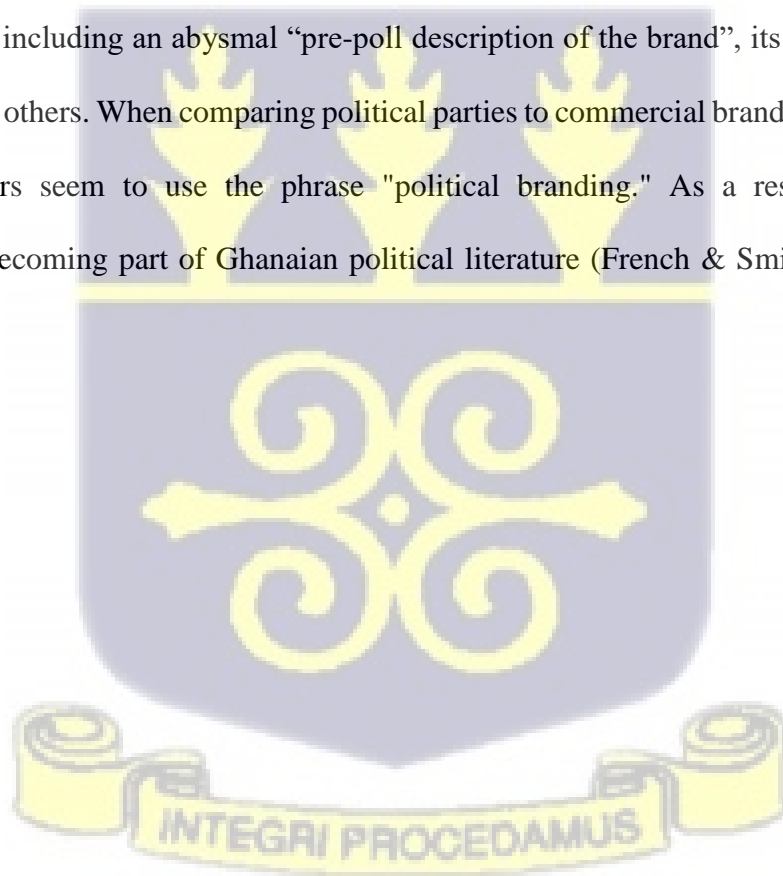 including an abysmal “pre-poll description of the brand”, its
others. When comparing political parties to commercial brand
rs seem to use the phrase "political branding." As a res
ecoming part of Ghanaian political literature (French & Smi
INTEGRI PROCEDAMUS